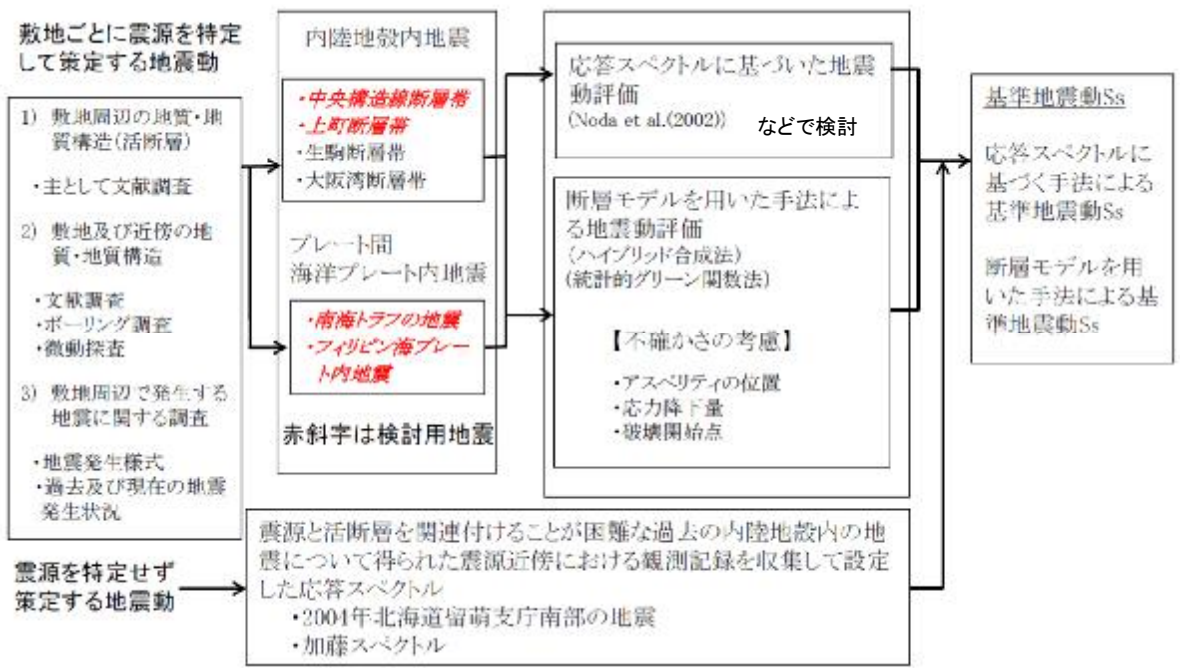 敷地ごとに震源を特定
して策定する地震動
1) 敷地周辺の地質・地
質構造(活断層)
・主として文献調査
2) 敷地及び近傍の地
質・地質構造
・文献調査
・ボーリング調査
・微動探査
3) 敷地周辺で発生する
地震に関する調査
・地震発生様式
・過去及び現在の地震
発生状況
内陸地殻内地震
・中央構造線断層帯
・上町断層帯
・生駒断層帯
・大阪湾断層帯
プレート間
海洋プレート内地震
・南海トラフの地震
・フィリピン海プレー
ト内地震
赤斜字は検討用地震
応答スペクトルに基づいた地震
動評価
(Noda et al.(2002)) などで検討
断層モデルを用いた手法によ
る地震動評価
(ハイブリッド合成法)
(統計的グリーン関数法)
【不確かさの考慮】
・アスペリティの位置
・応力降下量
・破壊開始点
基準地震動Ss
応答スペクトルに
基づく手法による
基準地震動Ss
断層モデルを用
いた手法による基
準地震動Ss
震源を特定せず
策定する地震動
震源と活断層を関連付けることが困難な過去の内陸地殻内の地
震について得られた震源近傍における観測記録を収集して設定
した応答スペクトル
・2004年北海道留萌支庁南部の地震
・加藤スペクトル